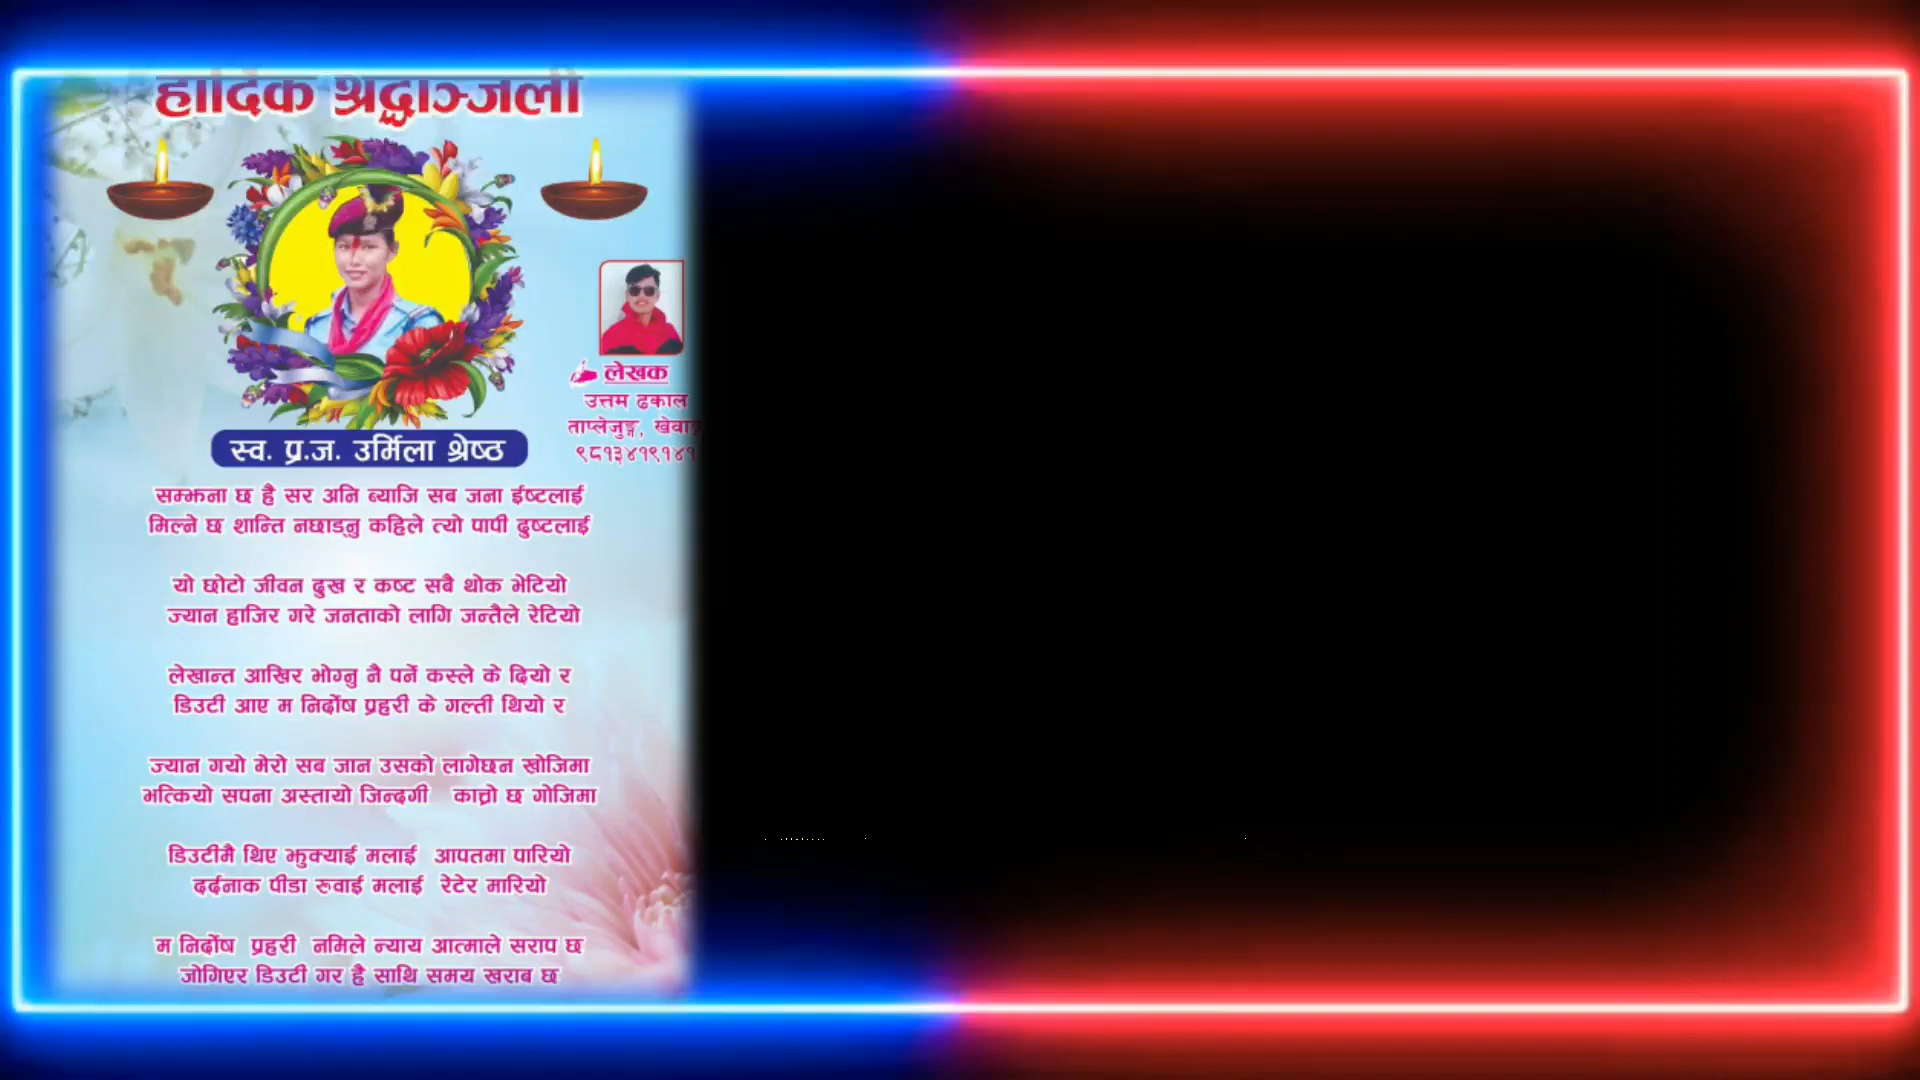 हार्दिक श्रद्धाञ्जली
लेखक
उत्तम ढकाल
ताप्लेजुङ्ग,
९८१३४१९१४१
स्व. प्र.ज. उर्मिला श्रेष्ठ
सम्झना छ है सर अनि ब्याजि सब जना ईष्टलाई
मिल्ने छ शान्ति नछाड्नु कहिले त्यो पापी दुष्टलाई
यो छोटो जीवन दुख र कष्ट सबै थोक भेटियो
ज्यान हाजिर गरे जनताको लागि जन्तैले रेटियो
लेखान्त आखिर भोग्नु नै पर्ने कस्ले के दियो र
डिउटी आए म निर्दोष प्रहरी के गल्ती थियो र
ज्यान गयो मेरो सब जान उसको लागेछन खोजिमा
भत्कियो सपना अस्तायो जिन्दगी काच्रो छ गोजिमा
डिउटीमै थिए झुक्याई मलाई आपतमा पारियो
दर्दनाक पीडा रुवाई मलाई रेटेर मारियो
म निर्दोष प्रहरी नमिले न्याय आत्माले सराप छ
जोगिएर डिउटी गर है साथि समय खराब छ